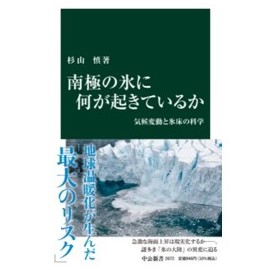 杉山 慎 著
南極の氷に
何が起きているか
気候変動と氷床の科学
地球温暖化が生んだ
「最大のリスク」
急激な海面上昇は現実化するか――。
謎多き「氷の大陸」の異変に迫る
中公新書 2672